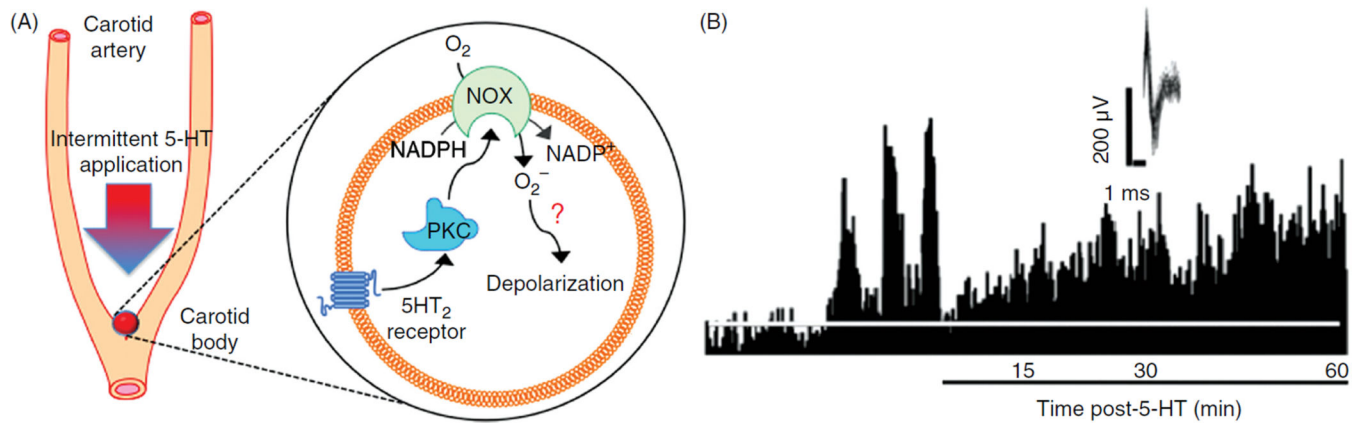 (A)
Carotid
artery
Intermittent 5-HT
application
Carotid
body
O₂
NOX
NADPH
NADP⁺
O₂⁻
?
PKC
Depolarization
5HT₂
receptor
(B)
200 µV
1 ms
15 30 60
Time post-5-HT (min)